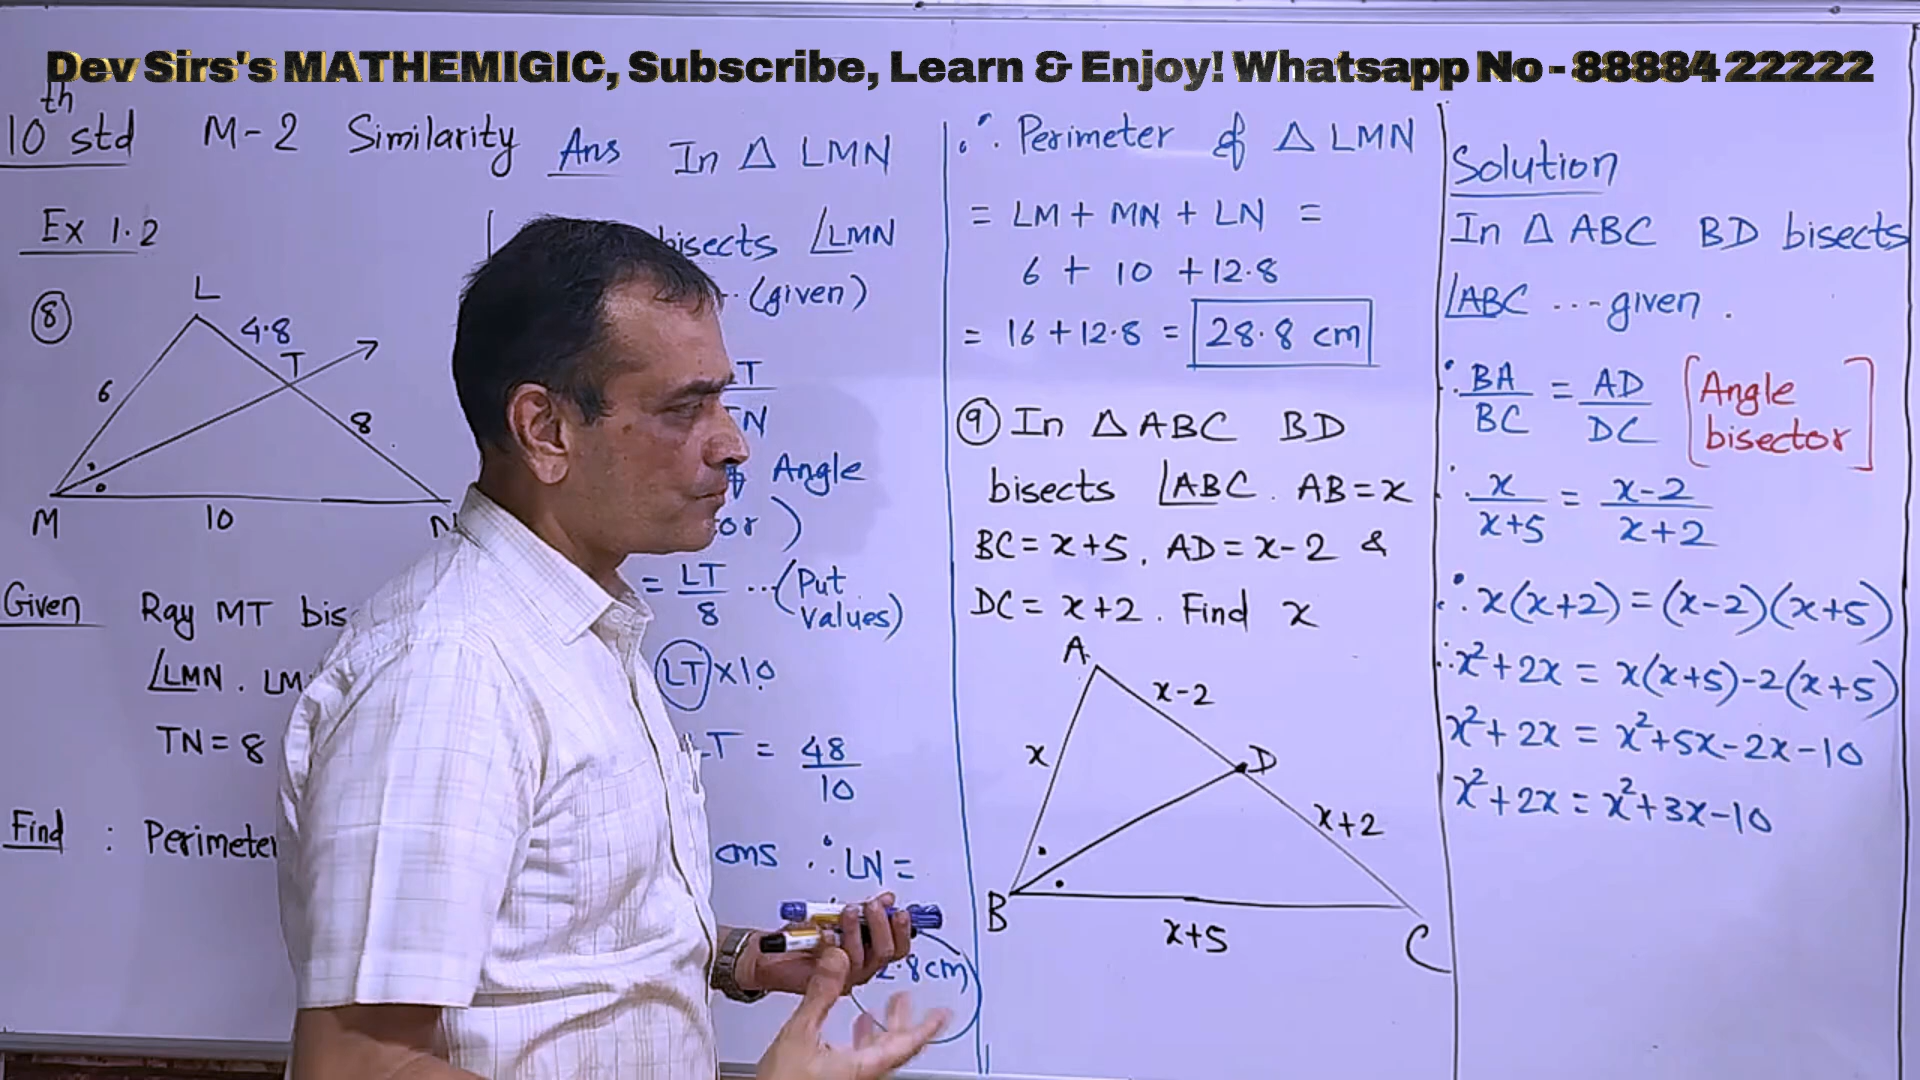 Dev Sirs's MATHEMIGIC, Subscribe, Learn & Enjoy! Whatsapp No - 88884 22222
10th std M-2 Similarity
Ex 1.2
8
L
4.8
T
6
8
M
10
N
Given Ray MT bis
∠LMN . LM
TN = 8
Find : Perimeter
Ans In △ LMN
bisects ∠LMN
(given)
T
TN
Angle
or )
= LT/8 ...(Put values)
LT × 10
LT = 48/10
cms ∴ LN =
2.8cm
∴ Perimeter of △ LMN
= LM + MN + LN =
6 + 10 + 12.8
= 16 + 12.8 = 28.8 cm
9 In △ ABC BD
bisects ∠ABC. AB = x
BC = x+5, AD = x-2 &
DC = x+2. Find x
A
x-2
x
D
x+2
B
x+5
C
Solution
In △ ABC BD bisects
∠ABC ---given.
∴ BA/BC = AD/DC [Angle bisector]
∴ x/x+5 = x-2/x+2
∴ x(x+2) = (x-2)(x+5)
∴ x²+2x = x(x+5)-2(x+5)
x²+2x = x²+5x-2x-10
x²+2x = x²+3x-10